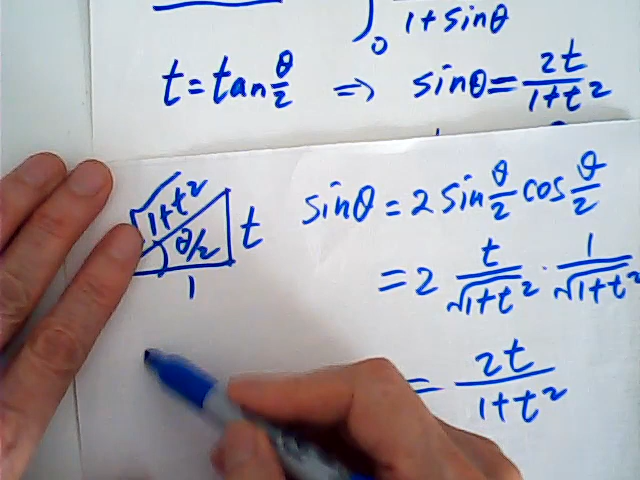 ∫₀ 1+sinθ
t=tan θ/2 ⇒ sinθ= 2t/1+t²
√1+t² θ/2 t
1
sinθ = 2 sin θ/2 cos θ/2
= 2 t/√1+t² · 1/√1+t²
= 2t/1+t²